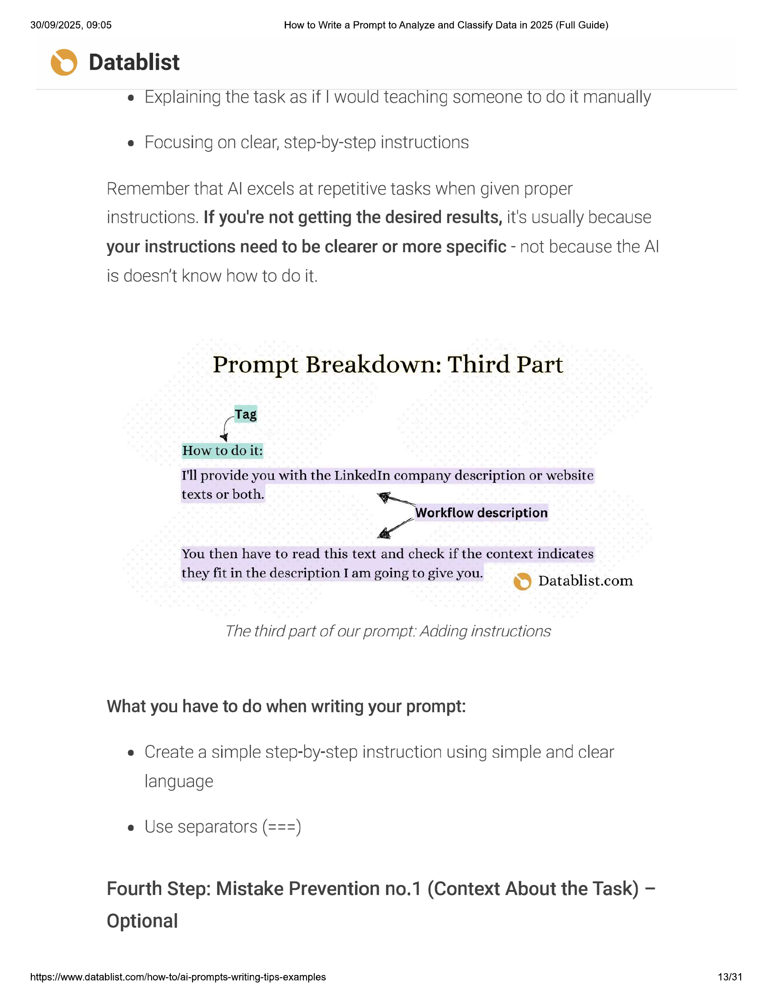 30/09/2025, 09:05
How to Write a Prompt to Analyze and Classify Data in 2025 (Full Guide)
Datablist
• Explaining the task as if I would teaching someone to do it manually
• Focusing on clear, step-by-step instructions
Remember that AI excels at repetitive tasks when given proper
instructions. If you're not getting the desired results, it's usually because
your instructions need to be clearer or more specific - not because the AI
is doesn’t know how to do it.
Prompt Breakdown: Third Part
Tag
How to do it:
I'll provide you with the LinkedIn company description or website
texts or both.
Workflow description
You then have to read this text and check if the context indicates
they fit in the description I am going to give you.
Datablist.com
The third part of our prompt: Adding instructions
What you have to do when writing your prompt:
• Create a simple step-by-step instruction using simple and clear
language
• Use separators (===)
Fourth Step: Mistake Prevention no.1 (Context About the Task) –
Optional
https://www.datablist.com/how-to/ai-prompts-writing-tips-examples
13/31